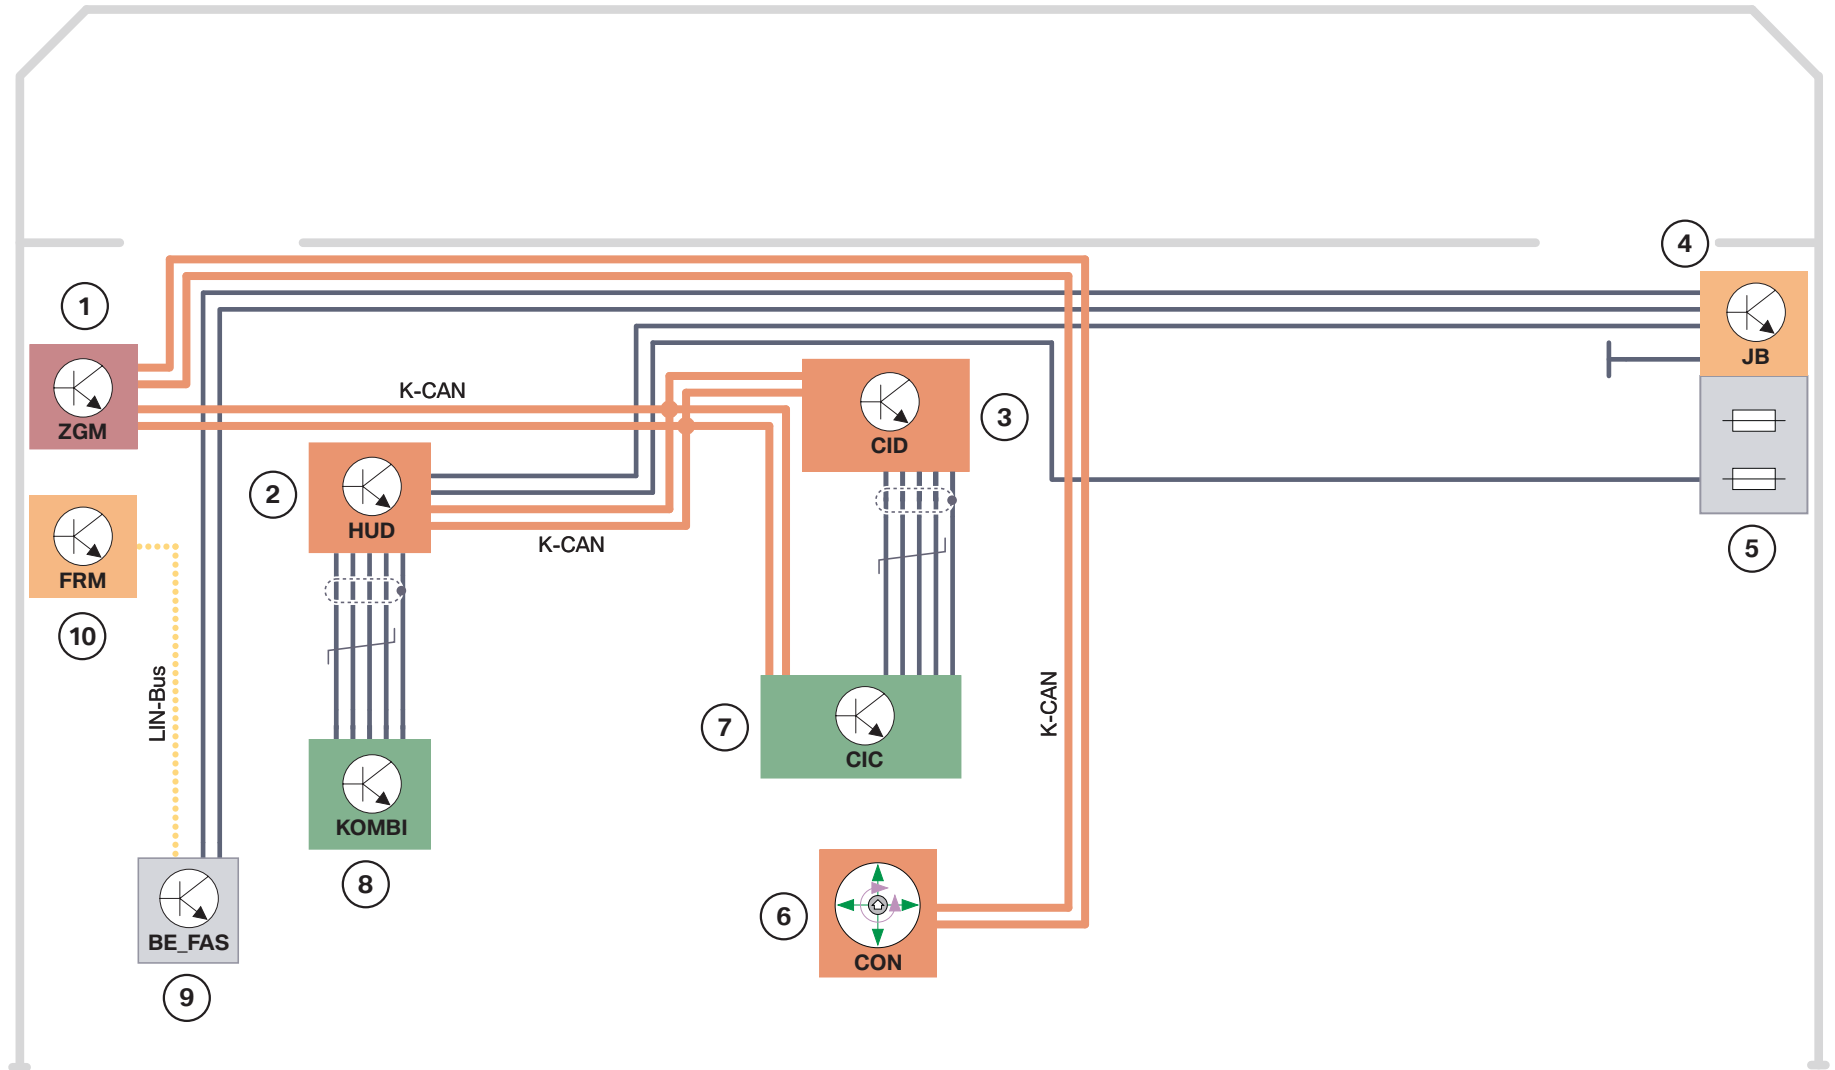 4
1
JB
K-CAN
ZGM
3
CID
2
HUD
K-CAN
5
FRM
10
LIN-Bus
K-CAN
7
CIC
KOMBI
8
6
BE_FAS
CON
9